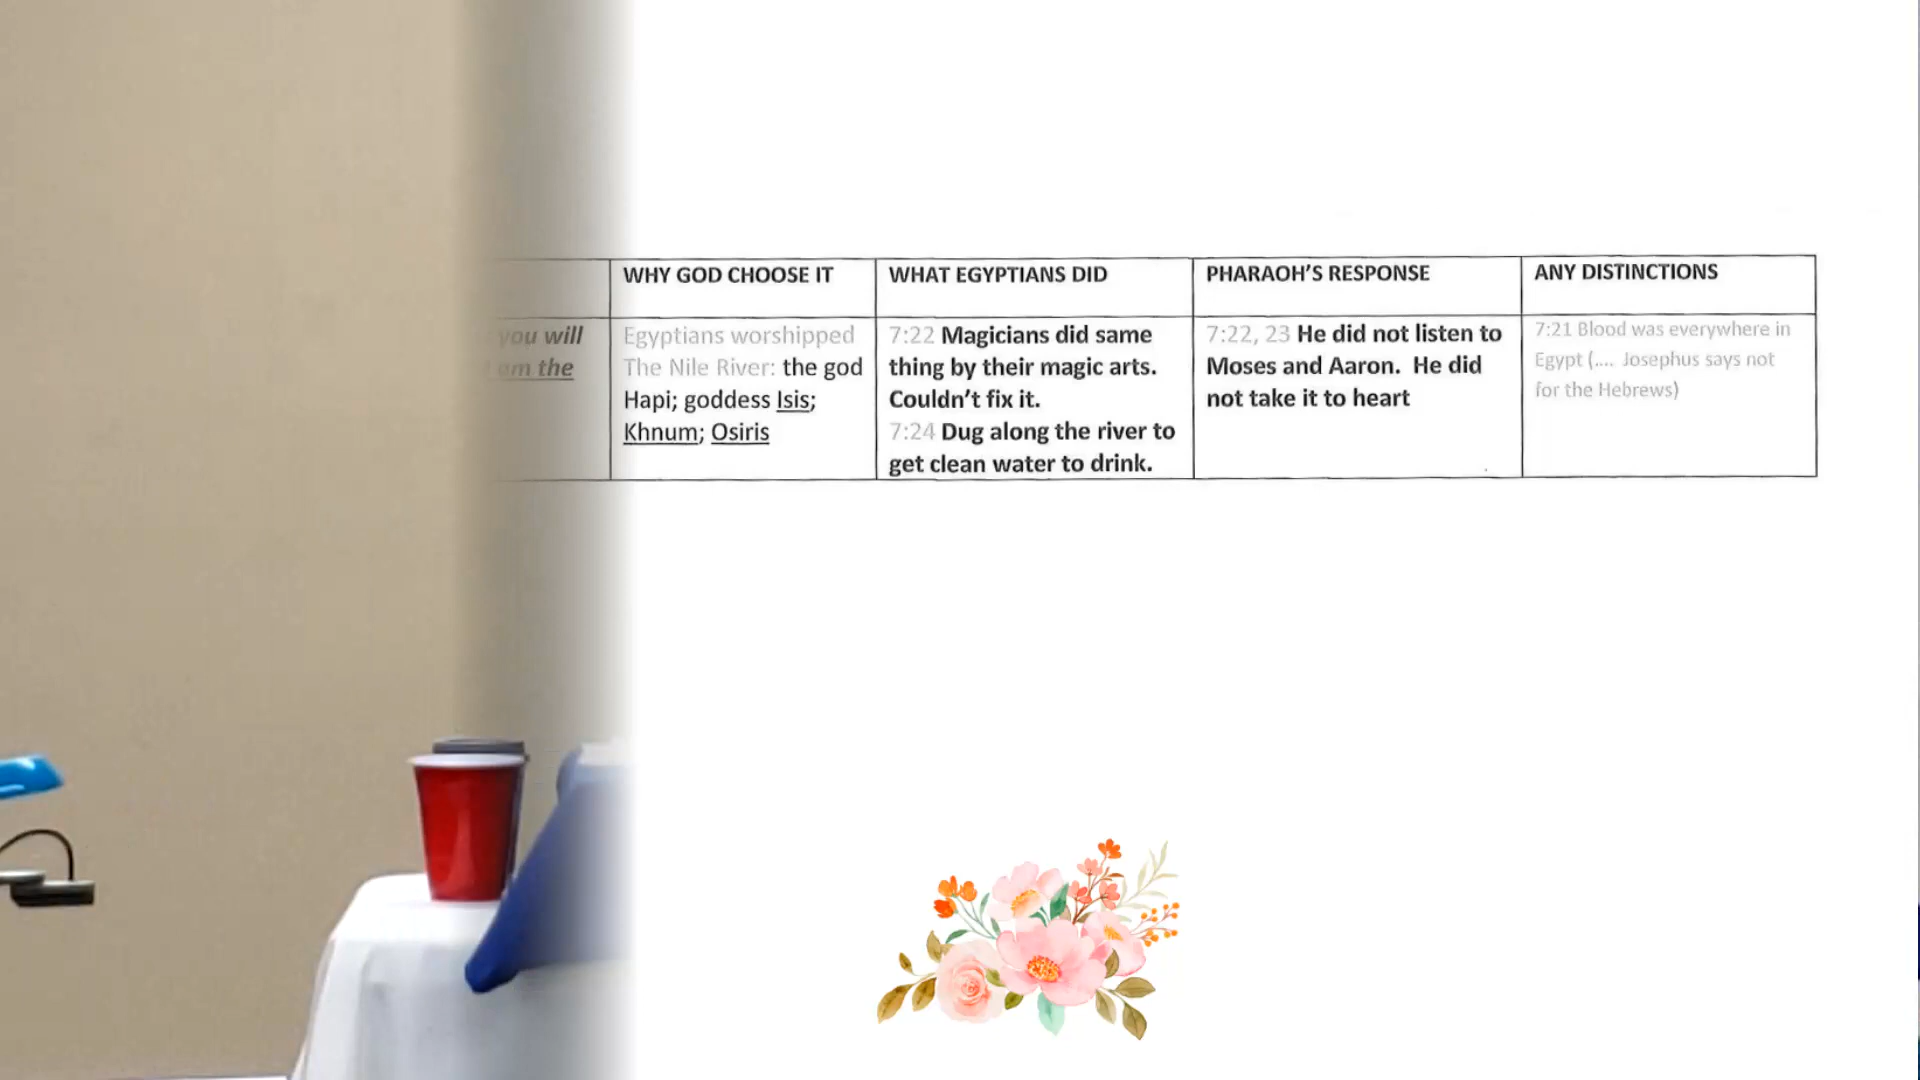 WHY GOD CHOOSE IT
WHAT EGYPTIANS DID
PHARAOH'S RESPONSE
ANY DISTINCTIONS
you will
am the
Egyptians worshipped
The Nile River: the god
Hapi; goddess Isis;
Khnum; Osiris
7:22 Magicians did same
thing by their magic arts.
Couldn't fix it.
7:24 Dug along the river to
get clean water to drink.
7:22, 23 He did not listen to
Moses and Aaron. He did
not take it to heart
7:21 Blood was everywhere in
Egypt (.... Josephus says not
for the Hebrews)